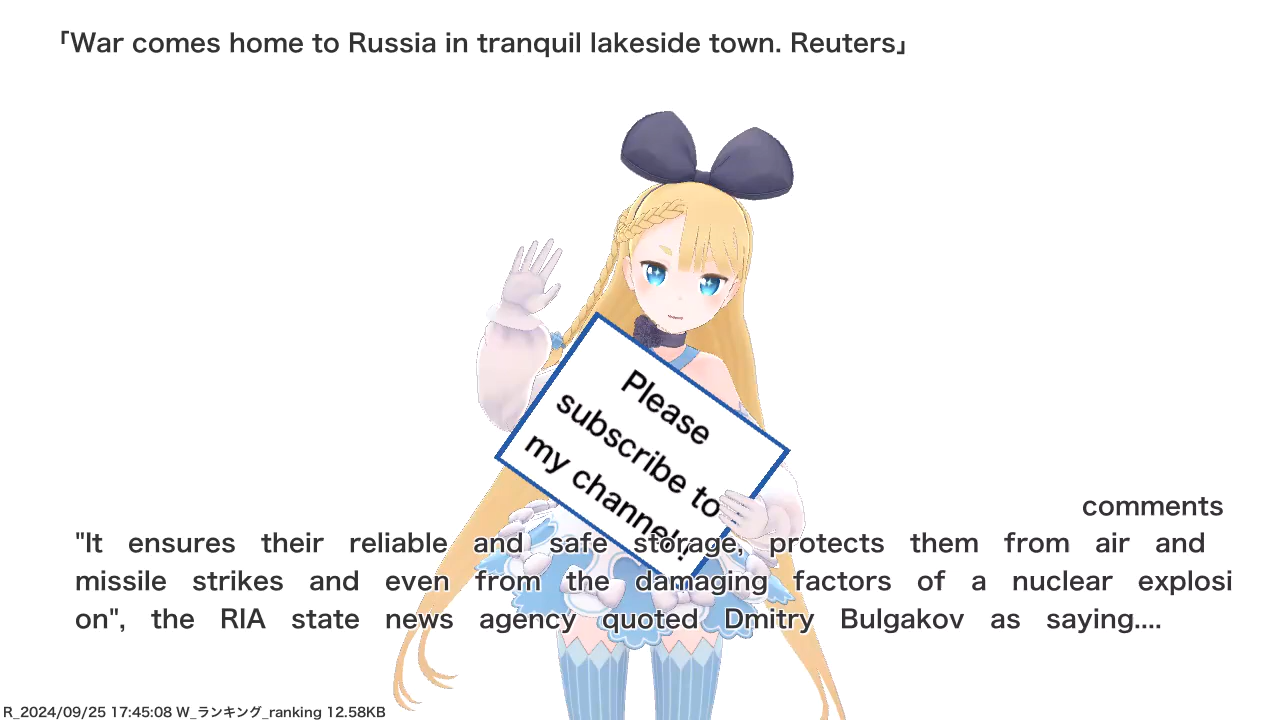 「War comes home to Russia in tranquil lakeside town. Reuters」
Please
subscribe to
my channel!
comments
"It ensures their reliable and safe storage, protects them from air and
missile strikes and even from the damaging factors of a nuclear explosi
on", the RIA state news agency quoted Dmitry Bulgakov as saying....
R_2024/09/25 17:45:08 W_ランキング_ranking 12.58KB